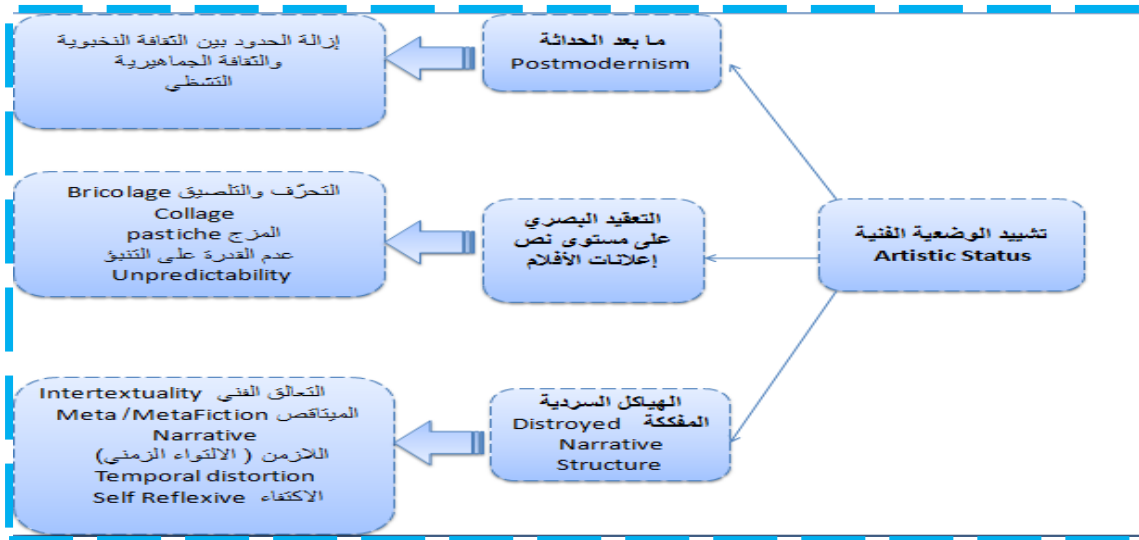 تشييد الوضعية الفنية
Artistic Status
ما بعد الحداثة
Postmodernism
إزالة الحدود بين الثقافة النخبوية
والثقافة الجماهيرية
التشظي
التعقيد البصري
على مستوى نص
إعلانات الأفلام
التحرّف والتلصيق Bricolage
Collage
المزج pastiche
عدم القدرة على التنبؤ
Unpredictability
الهياكل السردية
المفككة Distroyed
Narrative
Structure
التعالق الفني Intertextuality
الميتاقص Meta/MetaFiction
Narrative
اللازمن ( الالتواء الزمني)
Temporal distortion
الاكتفاء Self Reflexive